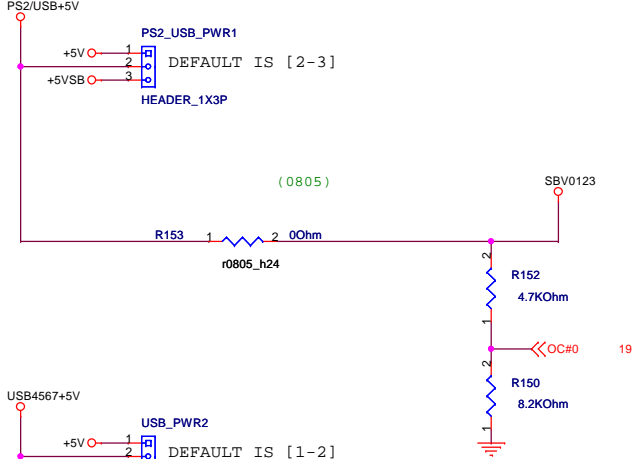 PS2/USB+5V
PS2_USB_PWR1
+5V 1
2 DEFAULT IS [2-3]
+5VSB 3
HEADER_1X3P
(0805)
SBV0123
R153 1 2 0Ohm
r0805_h24
2
R152
4.7KOhm
1
OC#0 19
2
R150
8.2KOhm
1
USB4567+5V
USB_PWR2
+5V 1
2 DEFAULT IS [1-2]